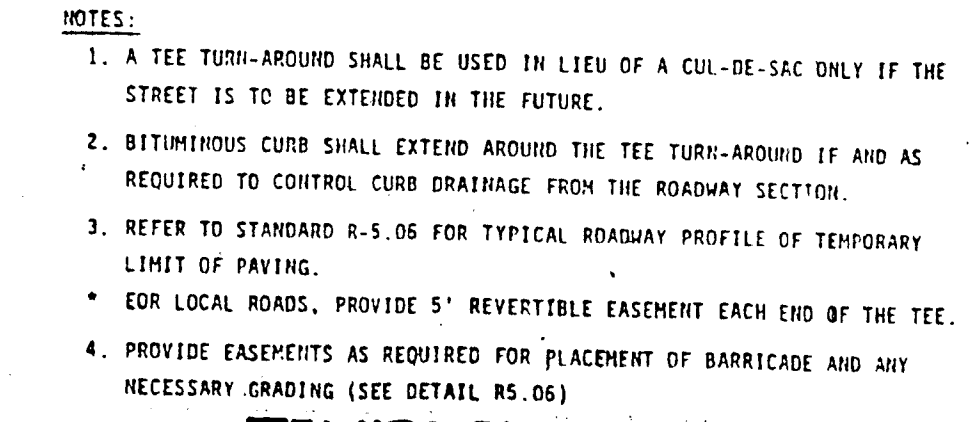 NOTES:
1. A TEE TURN-AROUND SHALL BE USED IN LIEU OF A CUL-DE-SAC ONLY IF THE
STREET IS TO BE EXTENDED IN THE FUTURE.
2. BITUMINOUS CURB SHALL EXTEND AROUND THE TEE TURN-AROUND IF AND AS
REQUIRED TO CONTROL CURB DRAINAGE FROM THE ROADWAY SECTION.
3. REFER TO STANDARD R-5.06 FOR TYPICAL ROADWAY PROFILE OF TEMPORARY
LIMIT OF PAVING.
* EOR LOCAL ROADS, PROVIDE 5' REVERTIBLE EASEMENT EACH END OF THE TEE.
4. PROVIDE EASEMENTS AS REQUIRED FOR PLACEMENT OF BARRICADE AND ANY
NECESSARY GRADING (SEE DETAIL R5.06)